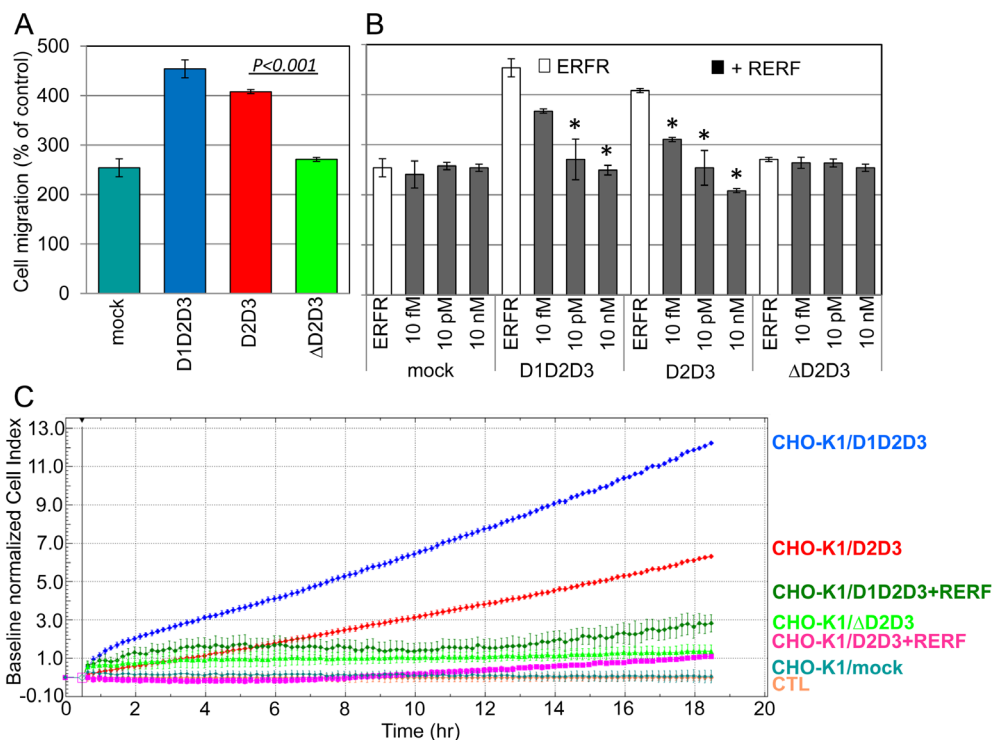 A
Cell migration (% of control)
500
400
300
200
100
0
P<0.001
mock
D1D2D3
D2D3
ΔD2D3
B
ERFR
+ RERF
*
*
*
*
*
ERFR
10 fM
10 pM
10 nM
ERFR
10 fM
10 pM
10 nM
ERFR
10 fM
10 pM
10 nM
ERFR
10 fM
10 pM
10 nM
mock
D1D2D3
D2D3
ΔD2D3
C
Baseline normalized Cell Index
13.0
11.0
9.0
7.0
5.0
3.0
1.0
-0.10
0
2
4
6
8
10
12
14
16
18
20
Time (hr)
CHO-K1/D1D2D3
CHO-K1/D2D3
CHO-K1/D1D2D3+RERF
CHO-K1/ΔD2D3
CHO-K1/D2D3+RERF
CHO-K1/mock
CTL